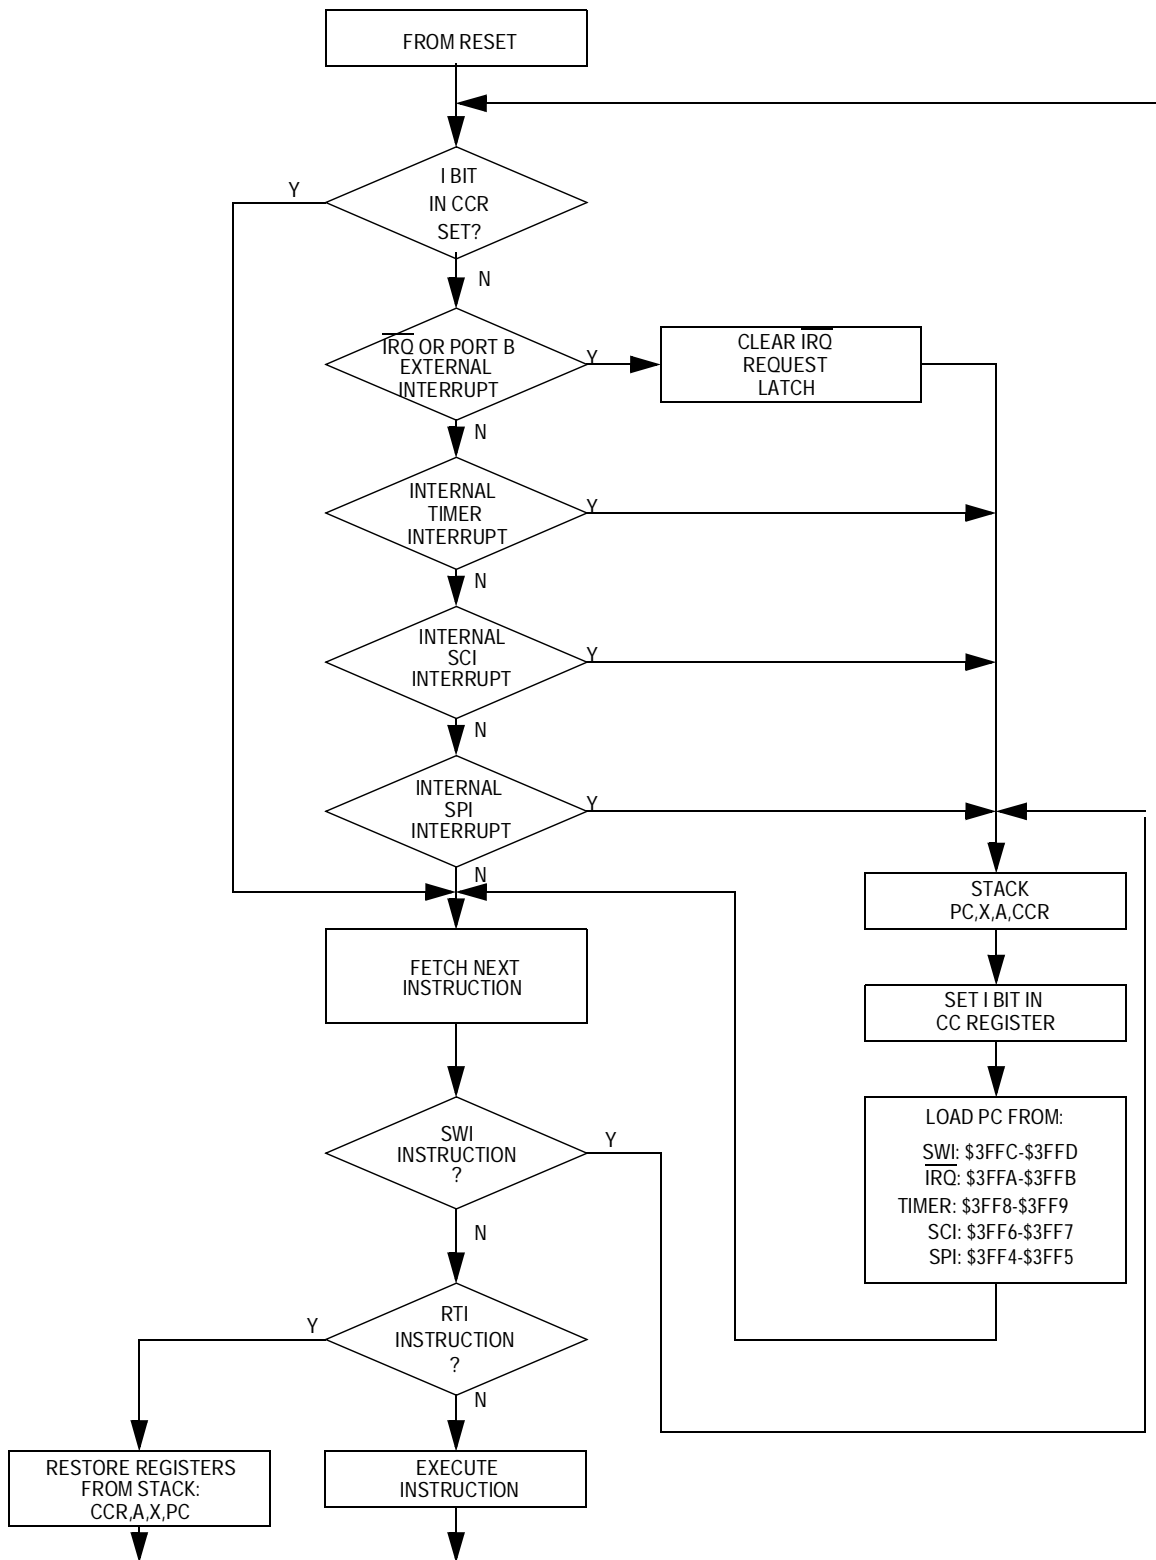 FROM RESET
I BIT
IN CCR
SET?
Y
N
IRQ OR PORT B
EXTERNAL
INTERRUPT
Y
CLEAR IRQ
REQUEST
LATCH
N
INTERNAL
TIMER
INTERRUPT
Y
N
INTERNAL
SCI
INTERRUPT
Y
N
INTERNAL
SPI
INTERRUPT
Y
N
STACK
PC,X,A,CCR
FETCH NEXT
INSTRUCTION
SET I BIT IN
CC REGISTER
LOAD PC FROM:
SWI: $3FFC-$3FFD
IRQ: $3FFA-$3FFB
TIMER: $3FF8-$3FF9
SCI: $3FF6-$3FF7
SPI: $3FF4-$3FF5
SWI
INSTRUCTION
?
Y
N
RTI
INSTRUCTION
?
Y
N
RESTORE REGISTERS
FROM STACK:
CCR,A,X,PC
EXECUTE
INSTRUCTION